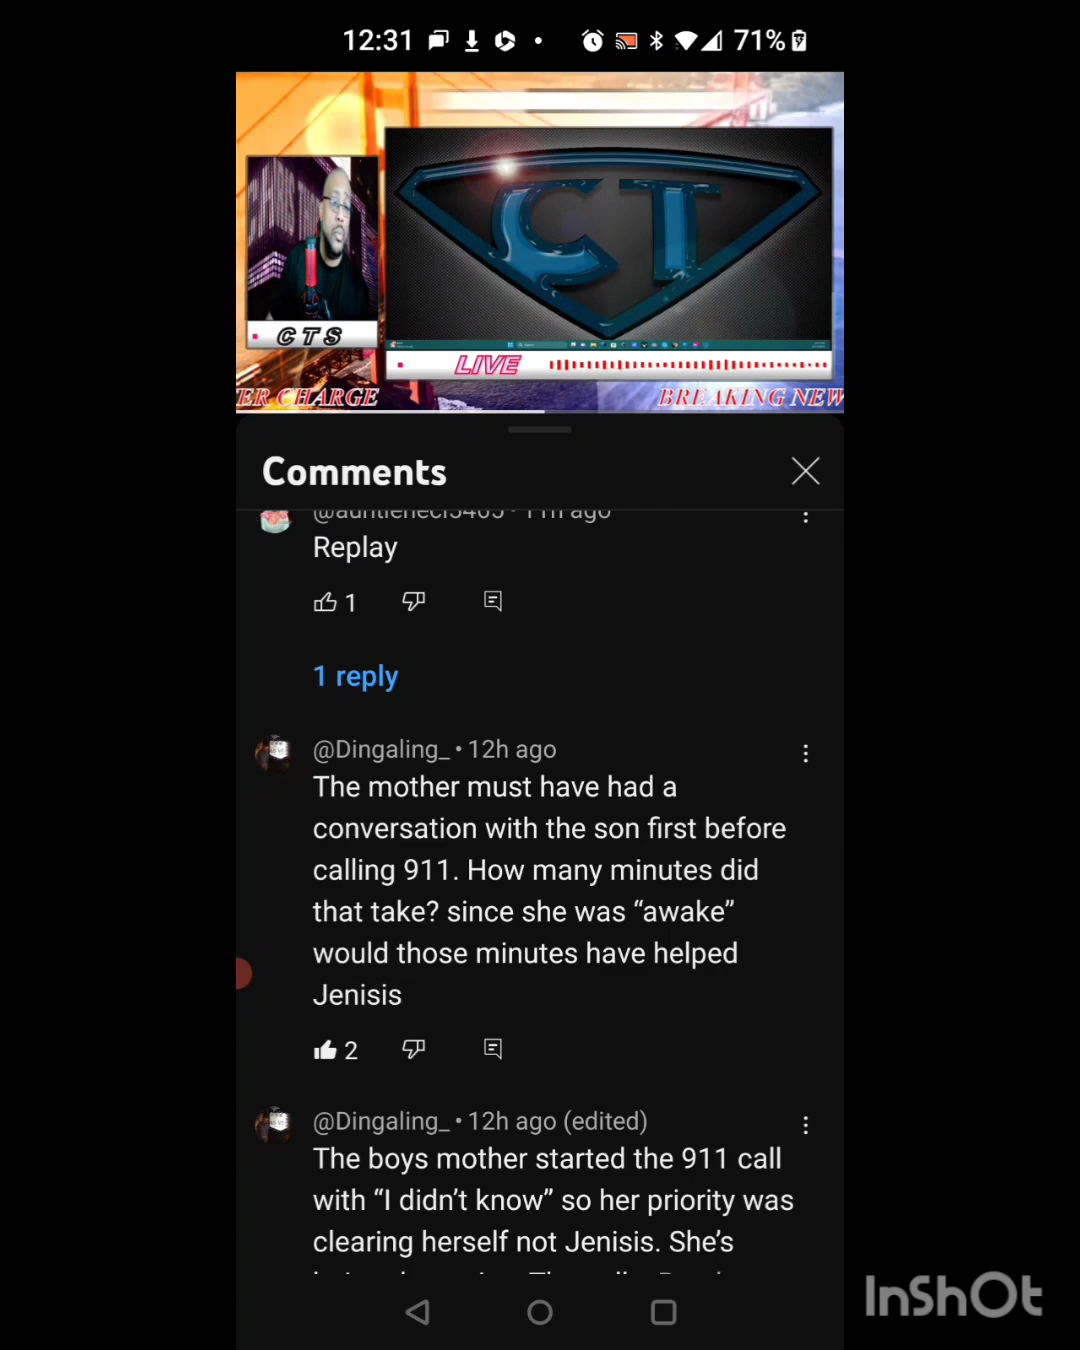 12:31
71%
CT
CTS
LIVE
ER CHARGE
BREAKING NEW
Comments
11h ago
Replay
1
1 reply
@Dingaling_ • 12h ago
The mother must have had a
conversation with the son first before
calling 911. How many minutes did
that take? since she was “awake”
would those minutes have helped
Jenisis
2
@Dingaling_ • 12h ago (edited)
The boys mother started the 911 call
with “I didn’t know” so her priority was
clearing herself not Jenisis. She’s
InShOt